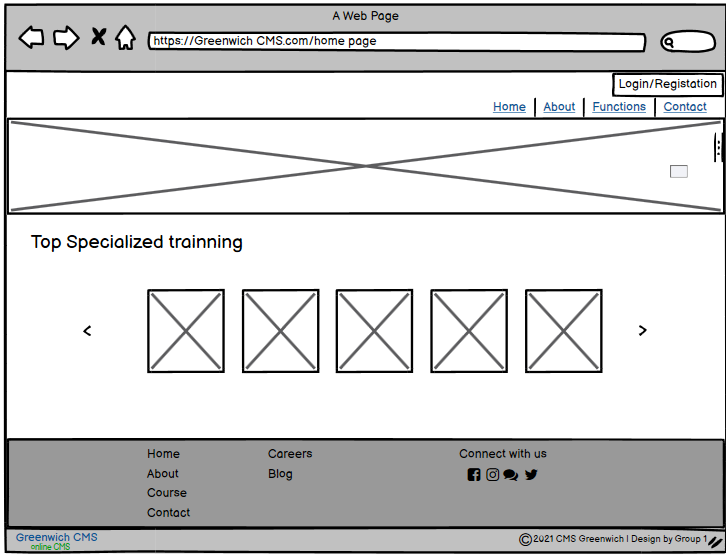 A Web Page
https://Greenwich CMS.com/home page
Login/Registation
Home About Functions Contact
Top Specialized trainning
<
>
Home Careers Connect with us
About Blog
Course
Contact
Greenwich CMS
online CMS
©2021 CMS Greenwich | Design by Group 1